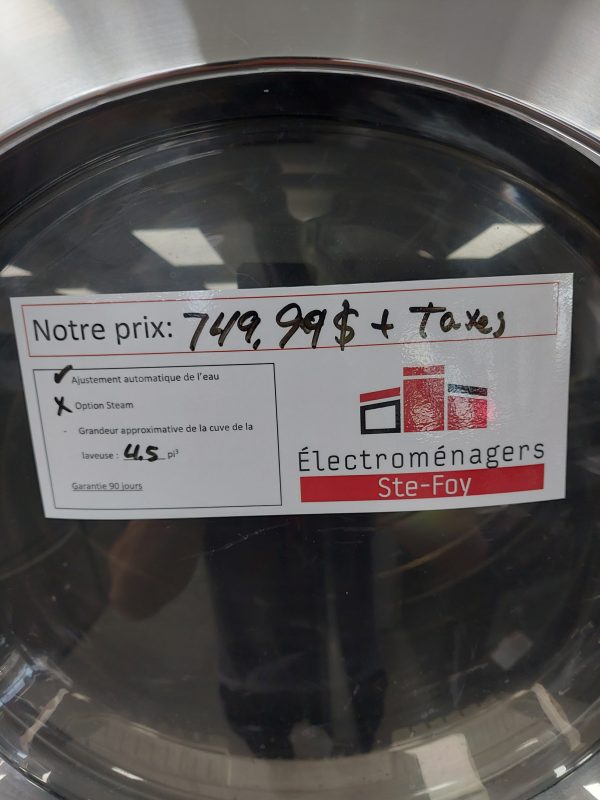 Notre prix: 749.99$ + Taxes
✓ Ajustement automatique de l'eau
X Option Steam
- Grandeur approximative de la cuve de la
laveuse : 4.5 pi³
Garantie 90 jours
Électroménagers
Ste-Foy